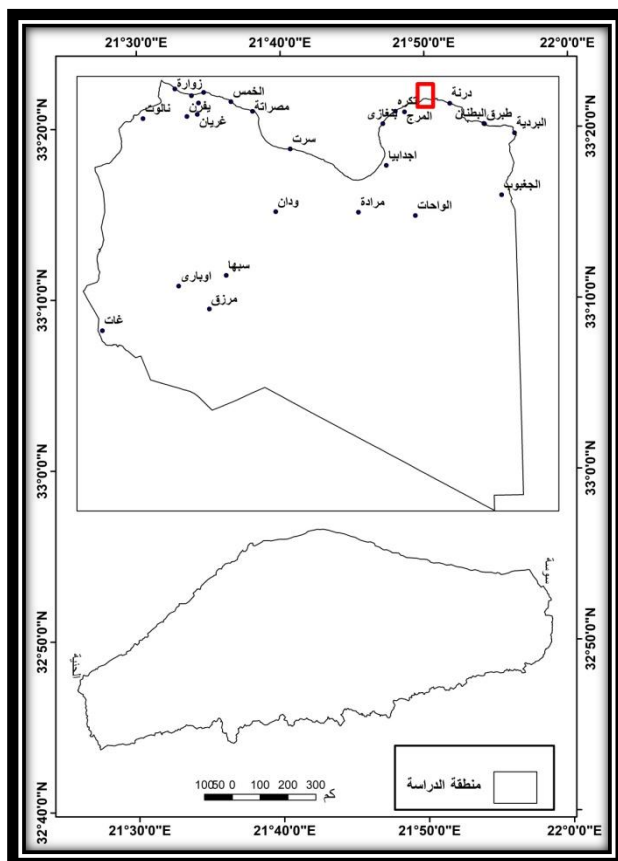 21°30'0"E 21°40'0"E 21°50'0"E 22°0'0"E
زوارة
الخمس
نالوت
يفرن
غريان
مصراتة
سرت
تكره
بنغازى
المرج
درنة
طبرق
البطنان
البردية
اجدابيا
الجغبوب
ودان
مرادة
الواحات
سبها
اوبارى
مرزق
غات
33°20'0"N 33°20'0"N
33°10'0"N 33°10'0"N
33°0'0"N 33°0'0"N
سوسة
32°50'0"N 32°50'0"N
الحنية
منطقة الدراسة
100 50 0 100 200 300 كم
32°40'0"N 32°40'0"N
21°30'0"E 21°40'0"E 21°50'0"E 22°0'0"E